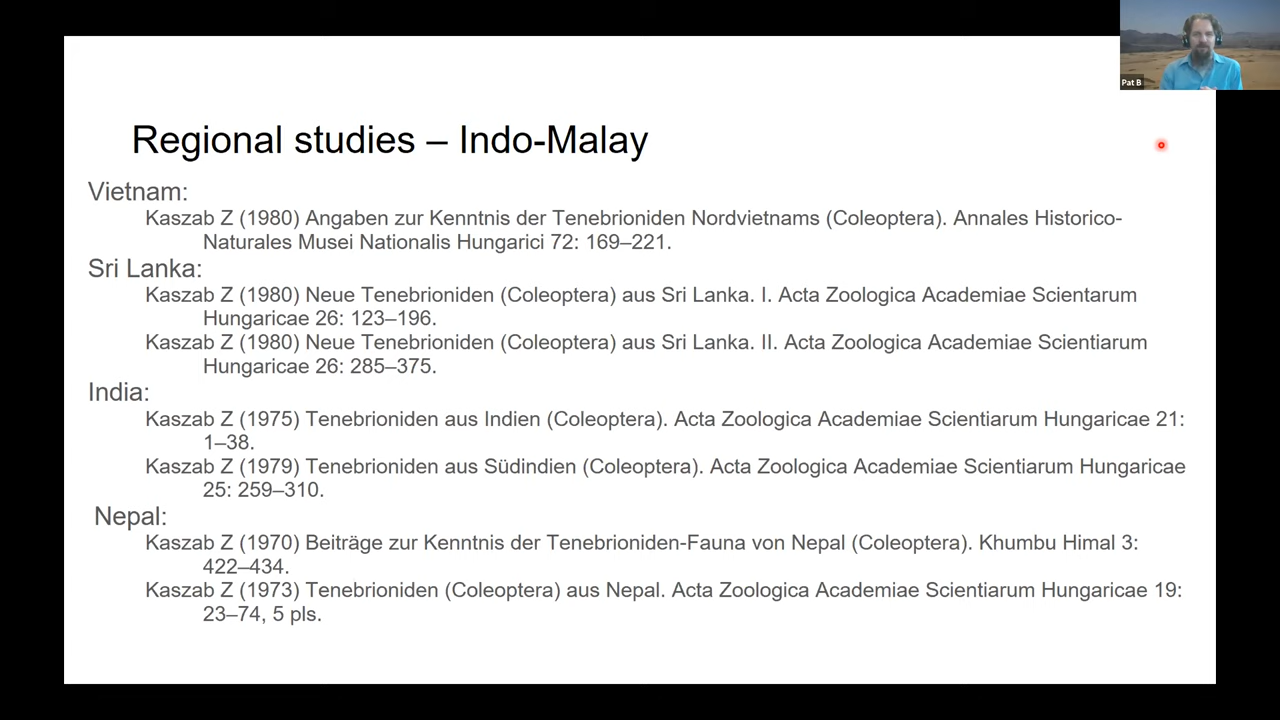 Pat B
Regional studies – Indo-Malay
Vietnam:
Kaszab Z (1980) Angaben zur Kenntnis der Tenebrioniden Nordvietnams (Coleoptera). Annales Historico-
Naturales Musei Nationalis Hungarici 72: 169–221.
Sri Lanka:
Kaszab Z (1980) Neue Tenebrioniden (Coleoptera) aus Sri Lanka. I. Acta Zoologica Academiae Scientarum
Hungaricae 26: 123–196.
Kaszab Z (1980) Neue Tenebrioniden (Coleoptera) aus Sri Lanka. II. Acta Zoologica Academiae Scientiarum
Hungaricae 26: 285–375.
India:
Kaszab Z (1975) Tenebrioniden aus Indien (Coleoptera). Acta Zoologica Academiae Scientiarum Hungaricae 21:
1–38.
Kaszab Z (1979) Tenebrioniden aus Südindien (Coleoptera). Acta Zoologica Academiae Scientiarum Hungaricae
25: 259–310.
Nepal:
Kaszab Z (1970) Beiträge zur Kenntnis der Tenebrioniden-Fauna von Nepal (Coleoptera). Khumbu Himal 3:
422–434.
Kaszab Z (1973) Tenebrioniden (Coleoptera) aus Nepal. Acta Zoologica Academiae Scientiarum Hungaricae 19:
23–74, 5 pls.